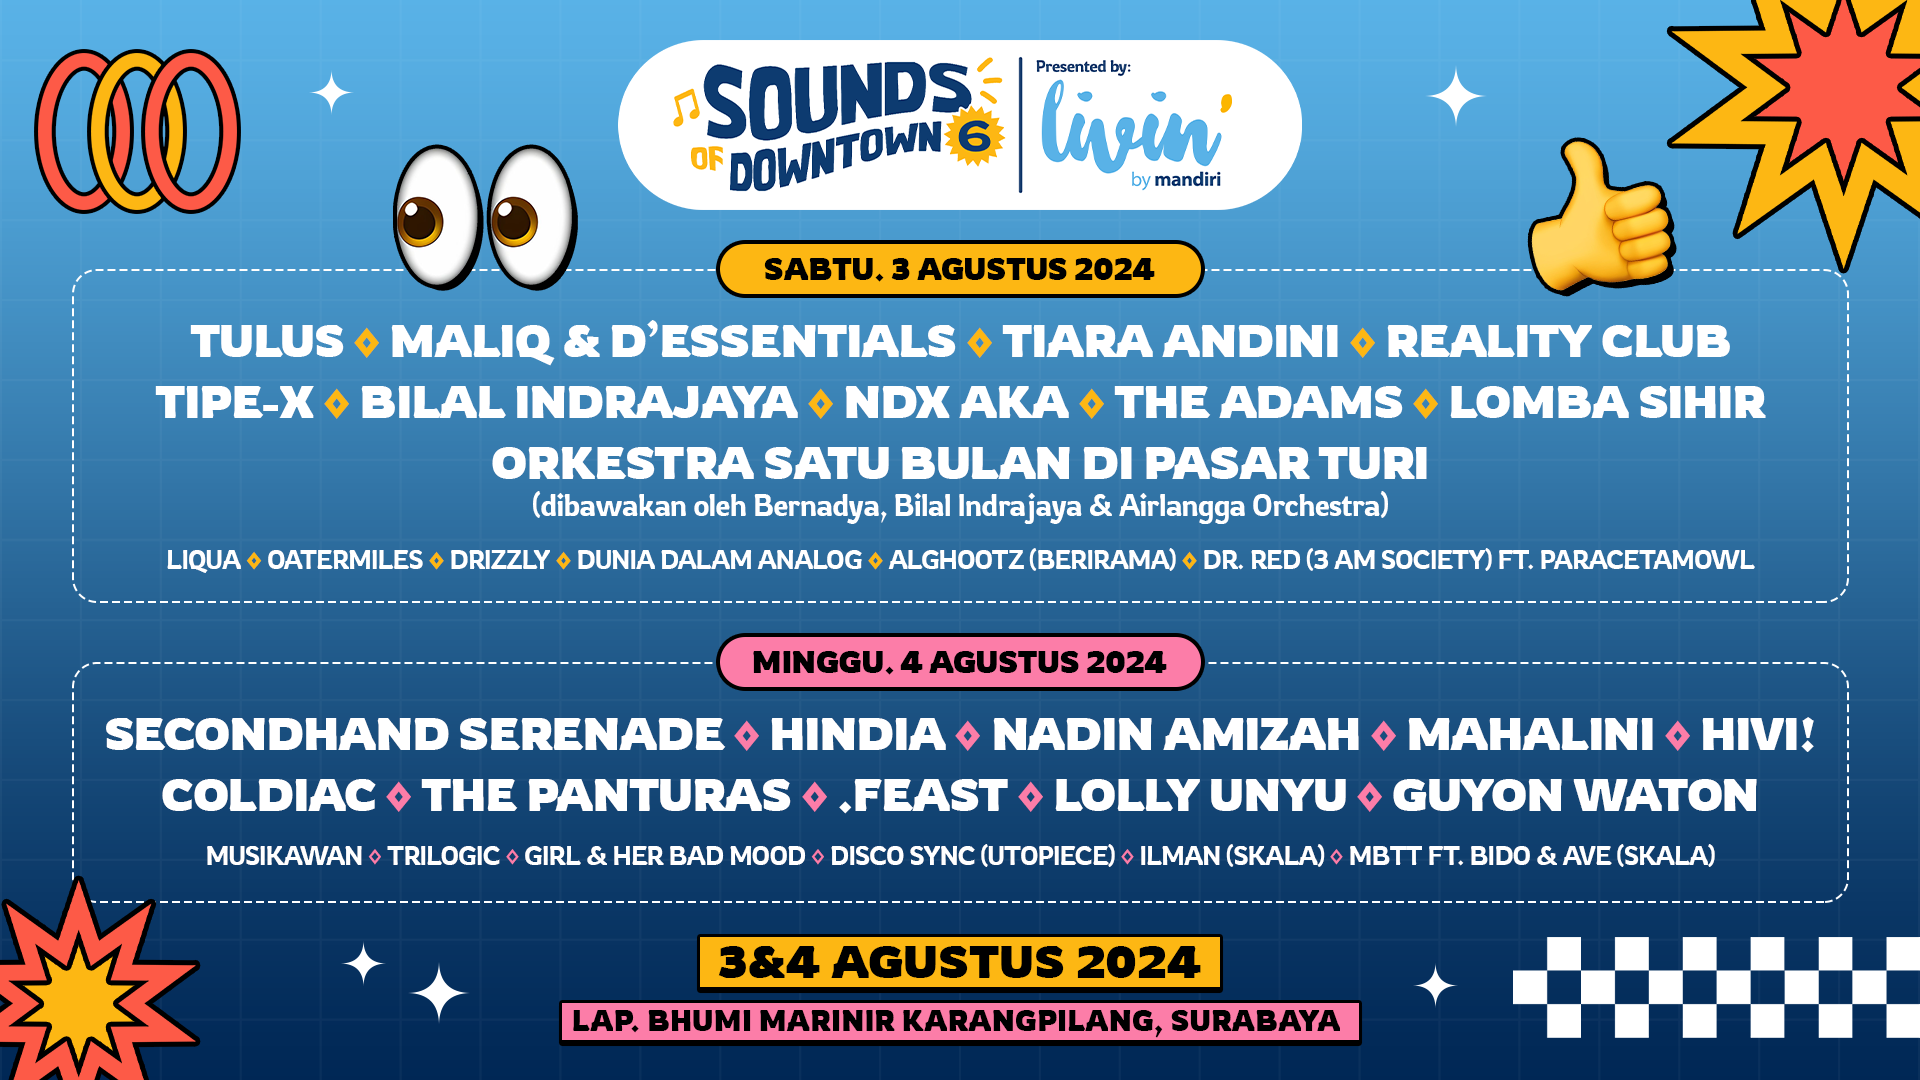 SOUNDS
OF DOWNTOWN 6
Presented by:
livin'
by mandiri
SABTU. 3 AGUSTUS 2024
TULUS MALIQ & D'ESSENTIALS TIARA ANDINI REALITY CLUB
TIPE-X BILAL INDRAJAYA NDX AKA THE ADAMS LOMBA SIHIR
ORKESTRA SATU BULAN DI PASAR TURI
(dibawakan oleh Bernadya, Bilal Indrajaya & Airlangga Orchestra)
LIQUA OATERMILES DRIZZLY DUNIA DALAM ANALOG ALGHOOTZ (BERIRAMA) DR. RED (3 AM SOCIETY) FT. PARACETAMOWL
MINGGU. 4 AGUSTUS 2024
SECONDHAND SERENADE HINDIA NADIN AMIZAH MAHALINI HIVI!
COLDIAC THE PANTURAS .FEAST LOLLY UNYU GUYON WATON
MUSIKAWAN TRILOGIC GIRL & HER BAD MOOD DISCO SYNC (UTOPIECE) ILMAN (SKALA) MBTT FT. BIDO & AVE (SKALA)
3&4 AGUSTUS 2024
LAP. BHUMI MARINIR KARANGPILANG, SURABAYA